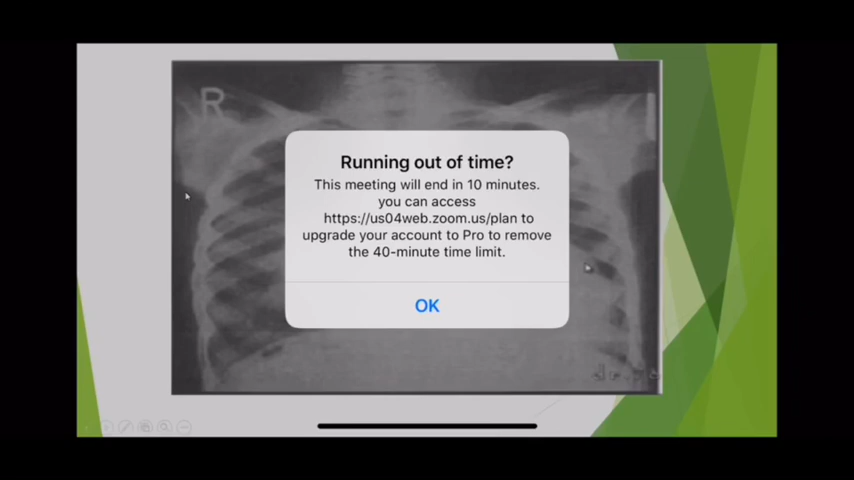 R
Running out of time?
This meeting will end in 10 minutes.
you can access
https://us04web.zoom.us/plan to
upgrade your account to Pro to remove
the 40-minute time limit.
OK